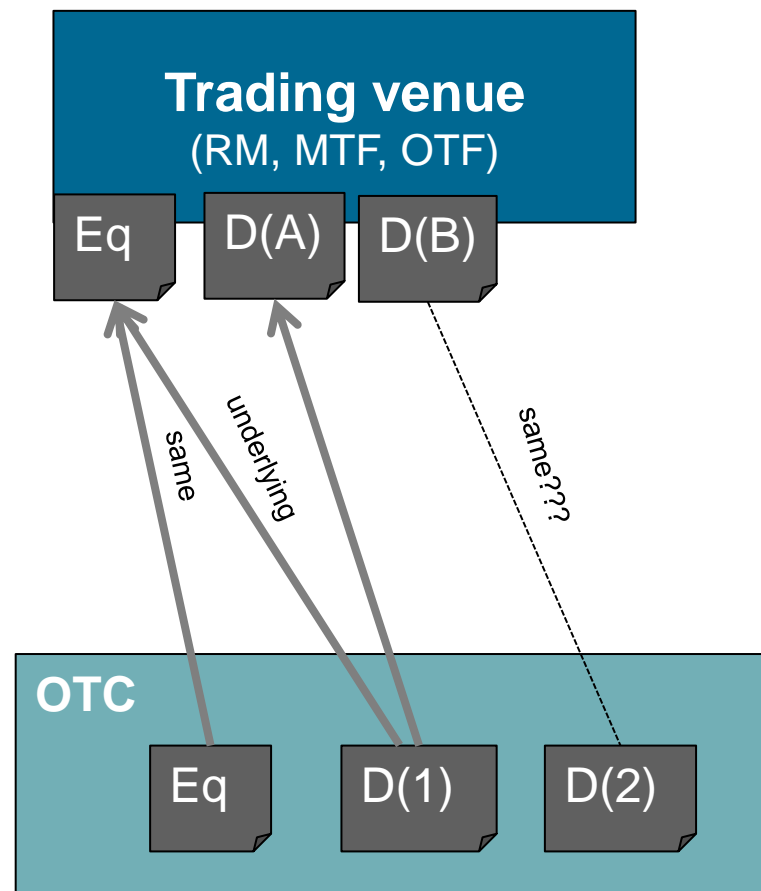 Trading venue
(RM, MTF, OTF)
Eq
D(A)
D(B)
same
underlying
same???
OTC
Eq
D(1)
D(2)